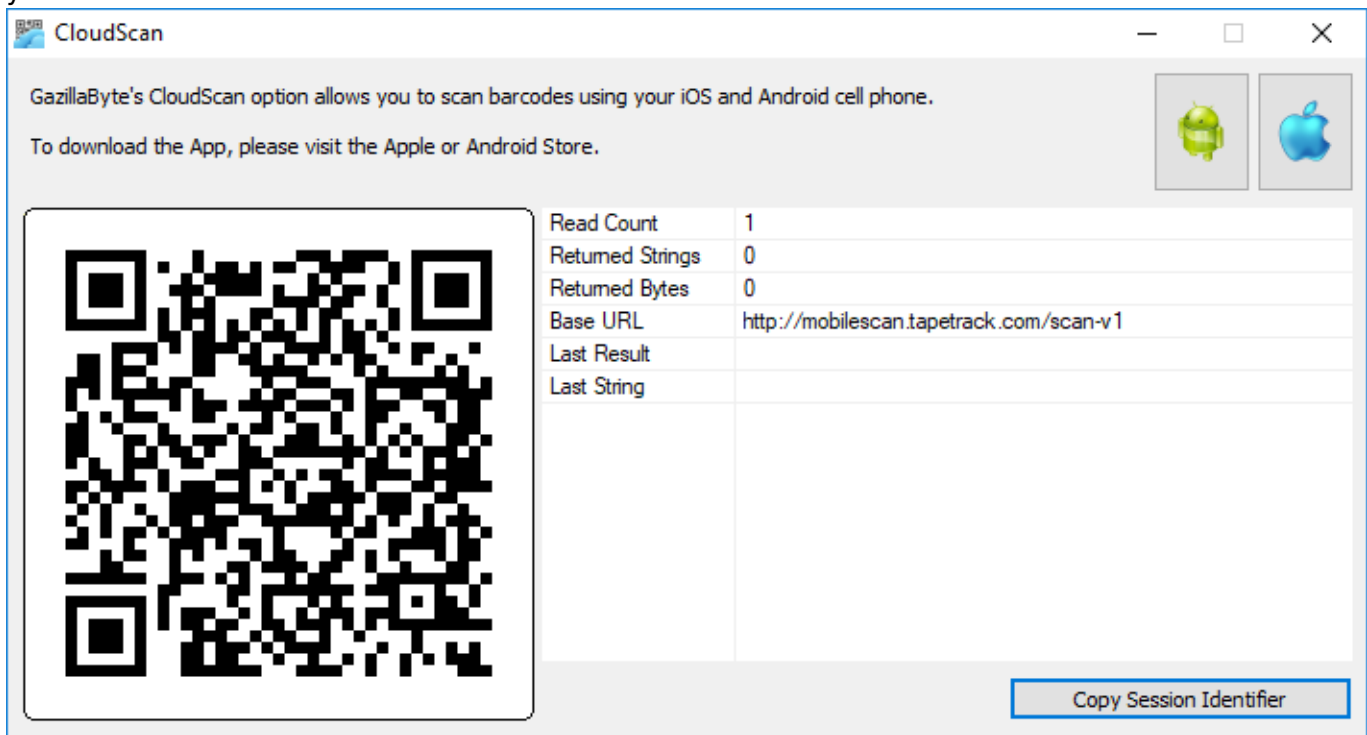 y
CloudScan
GazillaByte's CloudScan option allows you to scan barcodes using your iOS and Android cell phone.
To download the App, please visit the Apple or Android Store.
Read Count 1
Returned Strings 0
Returned Bytes 0
Base URL http://mobilescan.tapetrack.com/scan-v1
Last Result
Last String
Copy Session Identifier